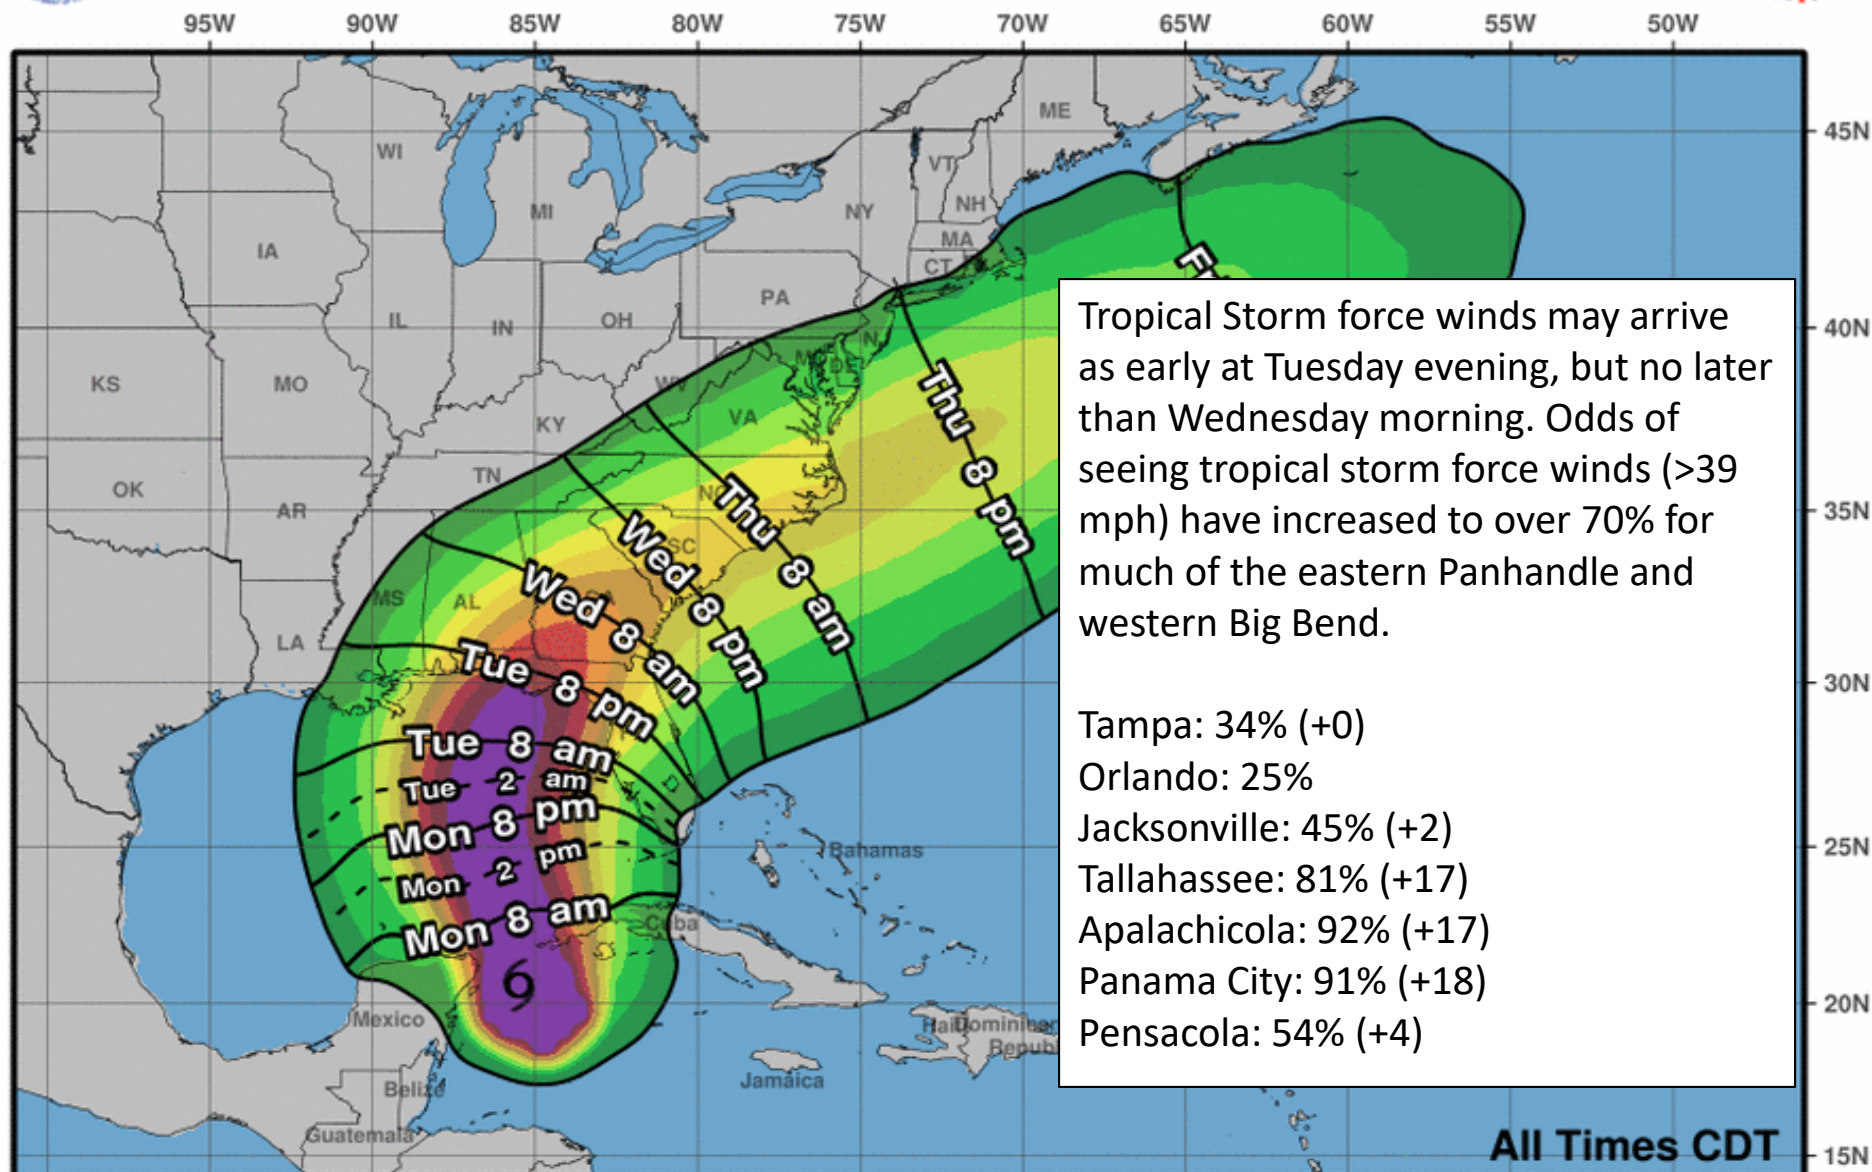 95W 90W 85W 80W 75W 70W 65W 60W 55W 50W
45N
40N
35N
30N
25N
20N
15N
ME
WI
VT
MI
NY
NH
MA
IA
CT
PA
IL
IN
OH
KS
MO
WV
DE
KY
VA
OK
TN
AR
NC
SC
MS
AL
GA
LA
Fr
Thu 8 pm
Thu 8 am
Wed 8 pm
Wed 8 am
Tue 8 pm
Tue 8 am
Tue 2 am
Mon 8 pm
Mon 2 pm
Mon 8 am
Bahamas
Cuba
Mexico
Belize
Guatemala
Jamaica
Tropical Storm force winds may arrive
as early at Tuesday evening, but no later
than Wednesday morning. Odds of
seeing tropical storm force winds (>39
mph) have increased to over 70% for
much of the eastern Panhandle and
western Big Bend.
Tampa: 34% (+0)
Orlando: 25%
Jacksonville: 45% (+2)
Tallahassee: 81% (+17)
Apalachicola: 92% (+17)
Panama City: 91% (+18)
Pensacola: 54% (+4)
All Times CDT